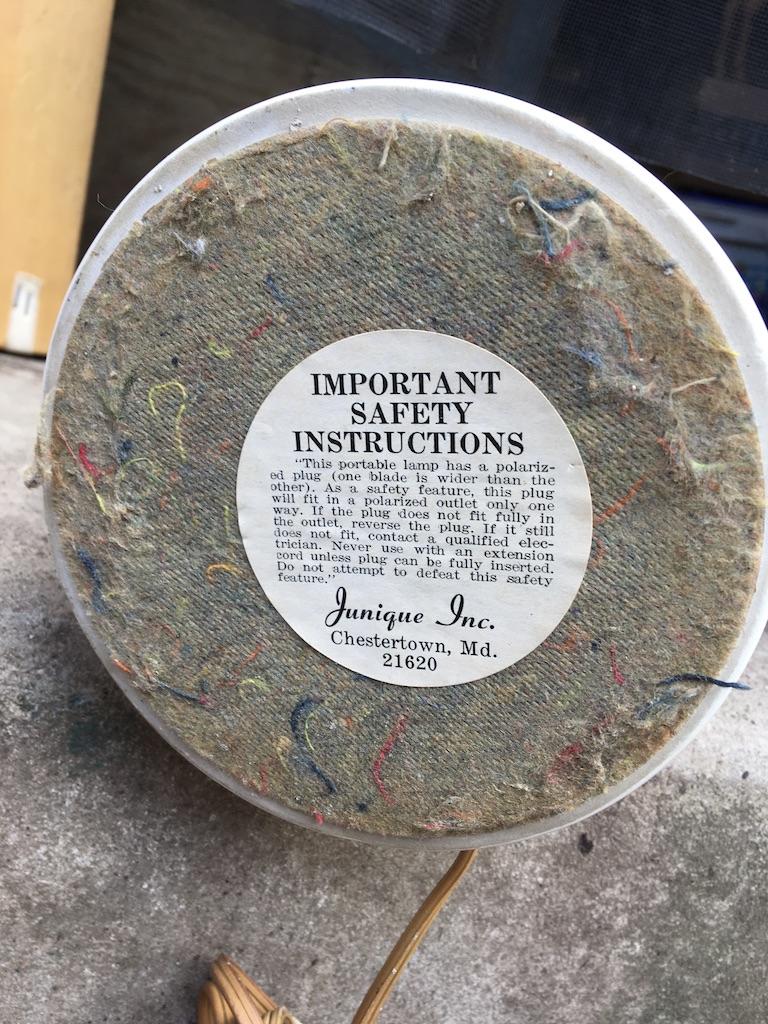 IMPORTANT
SAFETY
INSTRUCTIONS
"This portable lamp has a polariz-
ed plug (one blade is wider than the
other). As a safety feature, this plug
will fit in a polarized outlet only one
way. If the plug does not fit fully in
the outlet, reverse the plug. If it still
does not fit, contact a qualified elec-
trician. Never use with an extension
cord unless plug can be fully inserted.
Do not attempt to defeat this safety
feature."
Junique Inc.
Chestertown, Md.
21620